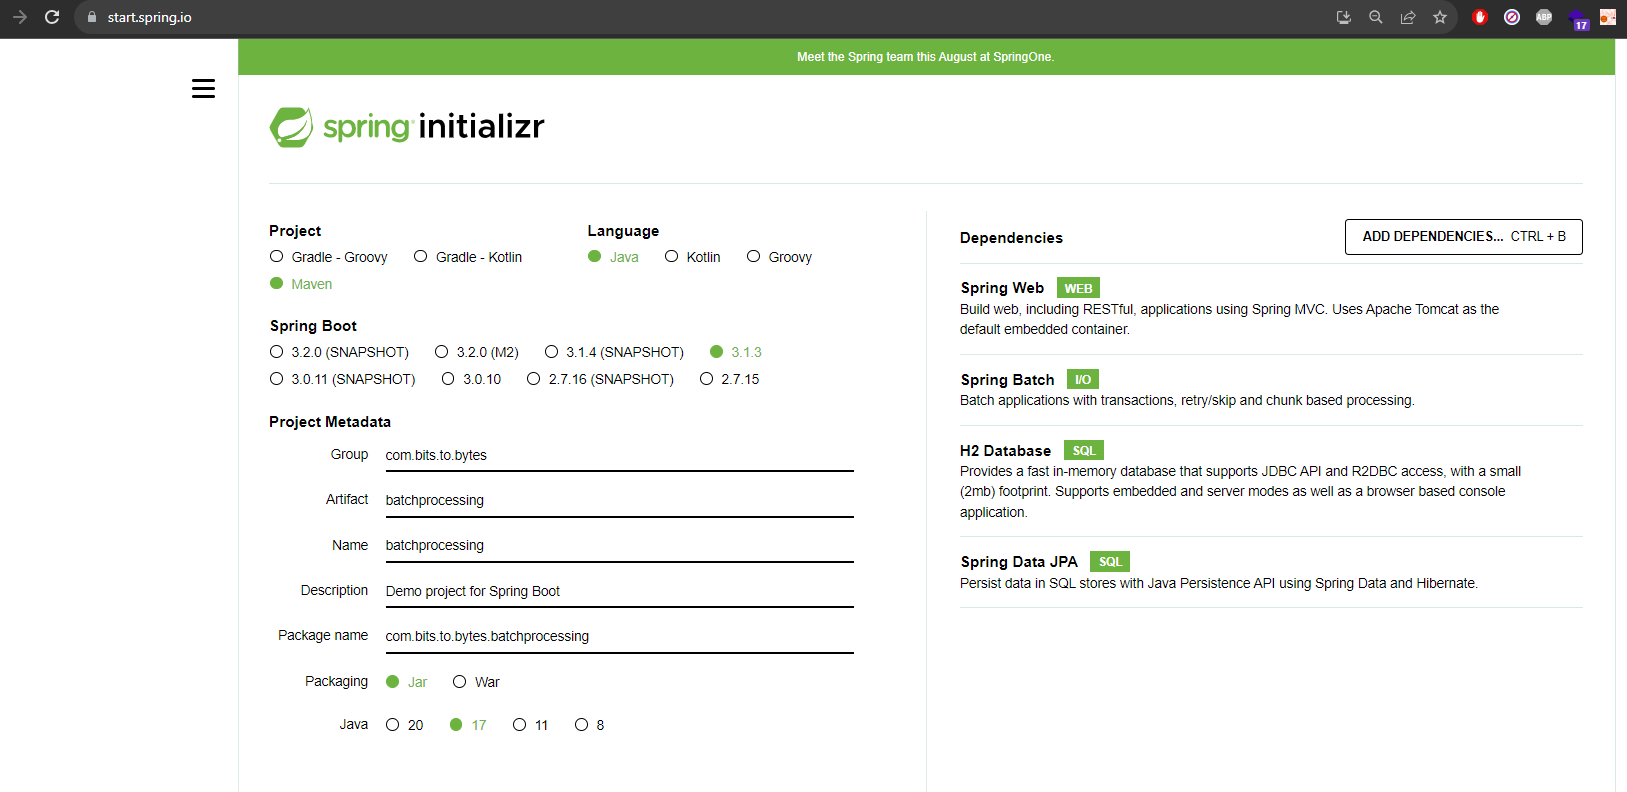 start.spring.io
ABP
17
Meet the Spring team this August at SpringOne.
spring initializr
Project
Gradle - Groovy Gradle - Kotlin
Maven
Language
Java Kotlin Groovy
Spring Boot
3.2.0 (SNAPSHOT) 3.2.0 (M2) 3.1.4 (SNAPSHOT) 3.1.3
3.0.11 (SNAPSHOT) 3.0.10 2.7.16 (SNAPSHOT) 2.7.15
Project Metadata
Group com.bits.to.bytes
Artifact batchprocessing
Name batchprocessing
Description Demo project for Spring Boot
Package name com.bits.to.bytes.batchprocessing
Packaging Jar War
Java 20 17 11 8
Dependencies ADD DEPENDENCIES... CTRL + B
Spring Web WEB
Build web, including RESTful, applications using Spring MVC. Uses Apache Tomcat as the
default embedded container.
Spring Batch I/O
Batch applications with transactions, retry/skip and chunk based processing.
H2 Database SQL
Provides a fast in-memory database that supports JDBC API and R2DBC access, with a small
(2mb) footprint. Supports embedded and server modes as well as a browser based console
application.
Spring Data JPA SQL
Persist data in SQL stores with Java Persistence API using Spring Data and Hibernate.